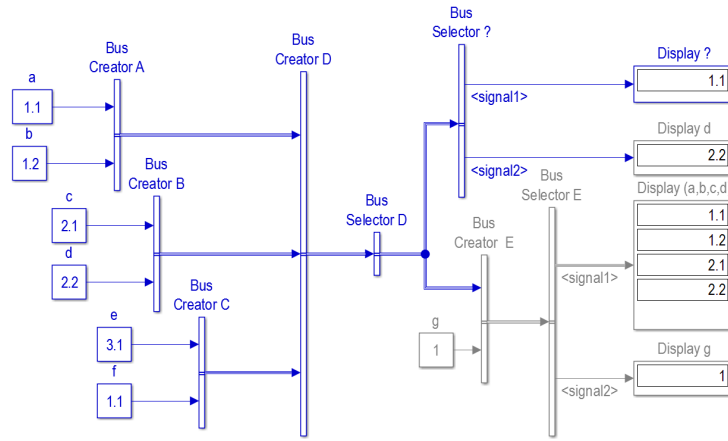 Bus
Selector ?
Bus
Creator D
Bus
Creator A
Display ?
a
1.1
1.1
<signal1>
b
1.2
Display d
2.2
<signal2>
Bus
Creator B
Bus
Selector E
Display (a,b,c,d
c
2.1
Bus
Selector D
1.1
1.2
2.1
2.2
Bus
Creator E
d
2.2
<signal1>
Bus
Creator C
e
3.1
g
1
Display g
1
f
1.1
<signal2>